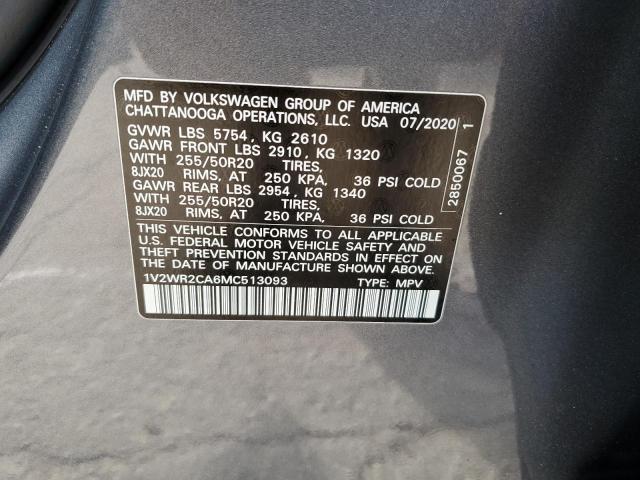 MFD BY VOLKSWAGEN GROUP OF AMERICA
CHATTANOOGA OPERATIONS, LLC. USA 07/2020
GVWR LBS 5754, KG 2610
GAWR FRONT LBS 2910, KG 1320
WITH 255/50R20 TIRES,
8JX20 RIMS, AT 250 KPA, 36 PSI COLD
GAWR REAR LBS 2954, KG 1340
WITH 255/50R20 TIRES,
8JX20 RIMS, AT 250 KPA, 36 PSI COLD
THIS VEHICLE CONFORMS TO ALL APPLICABLE
U.S. FEDERAL MOTOR VEHICLE SAFETY AND
THEFT PREVENTION STANDARDS IN EFFECT ON
THE DATE OF MANUFACTURE SHOWN ABOVE.
1V2WR2CA6MC513093 TYPE: MPV
2850067 1